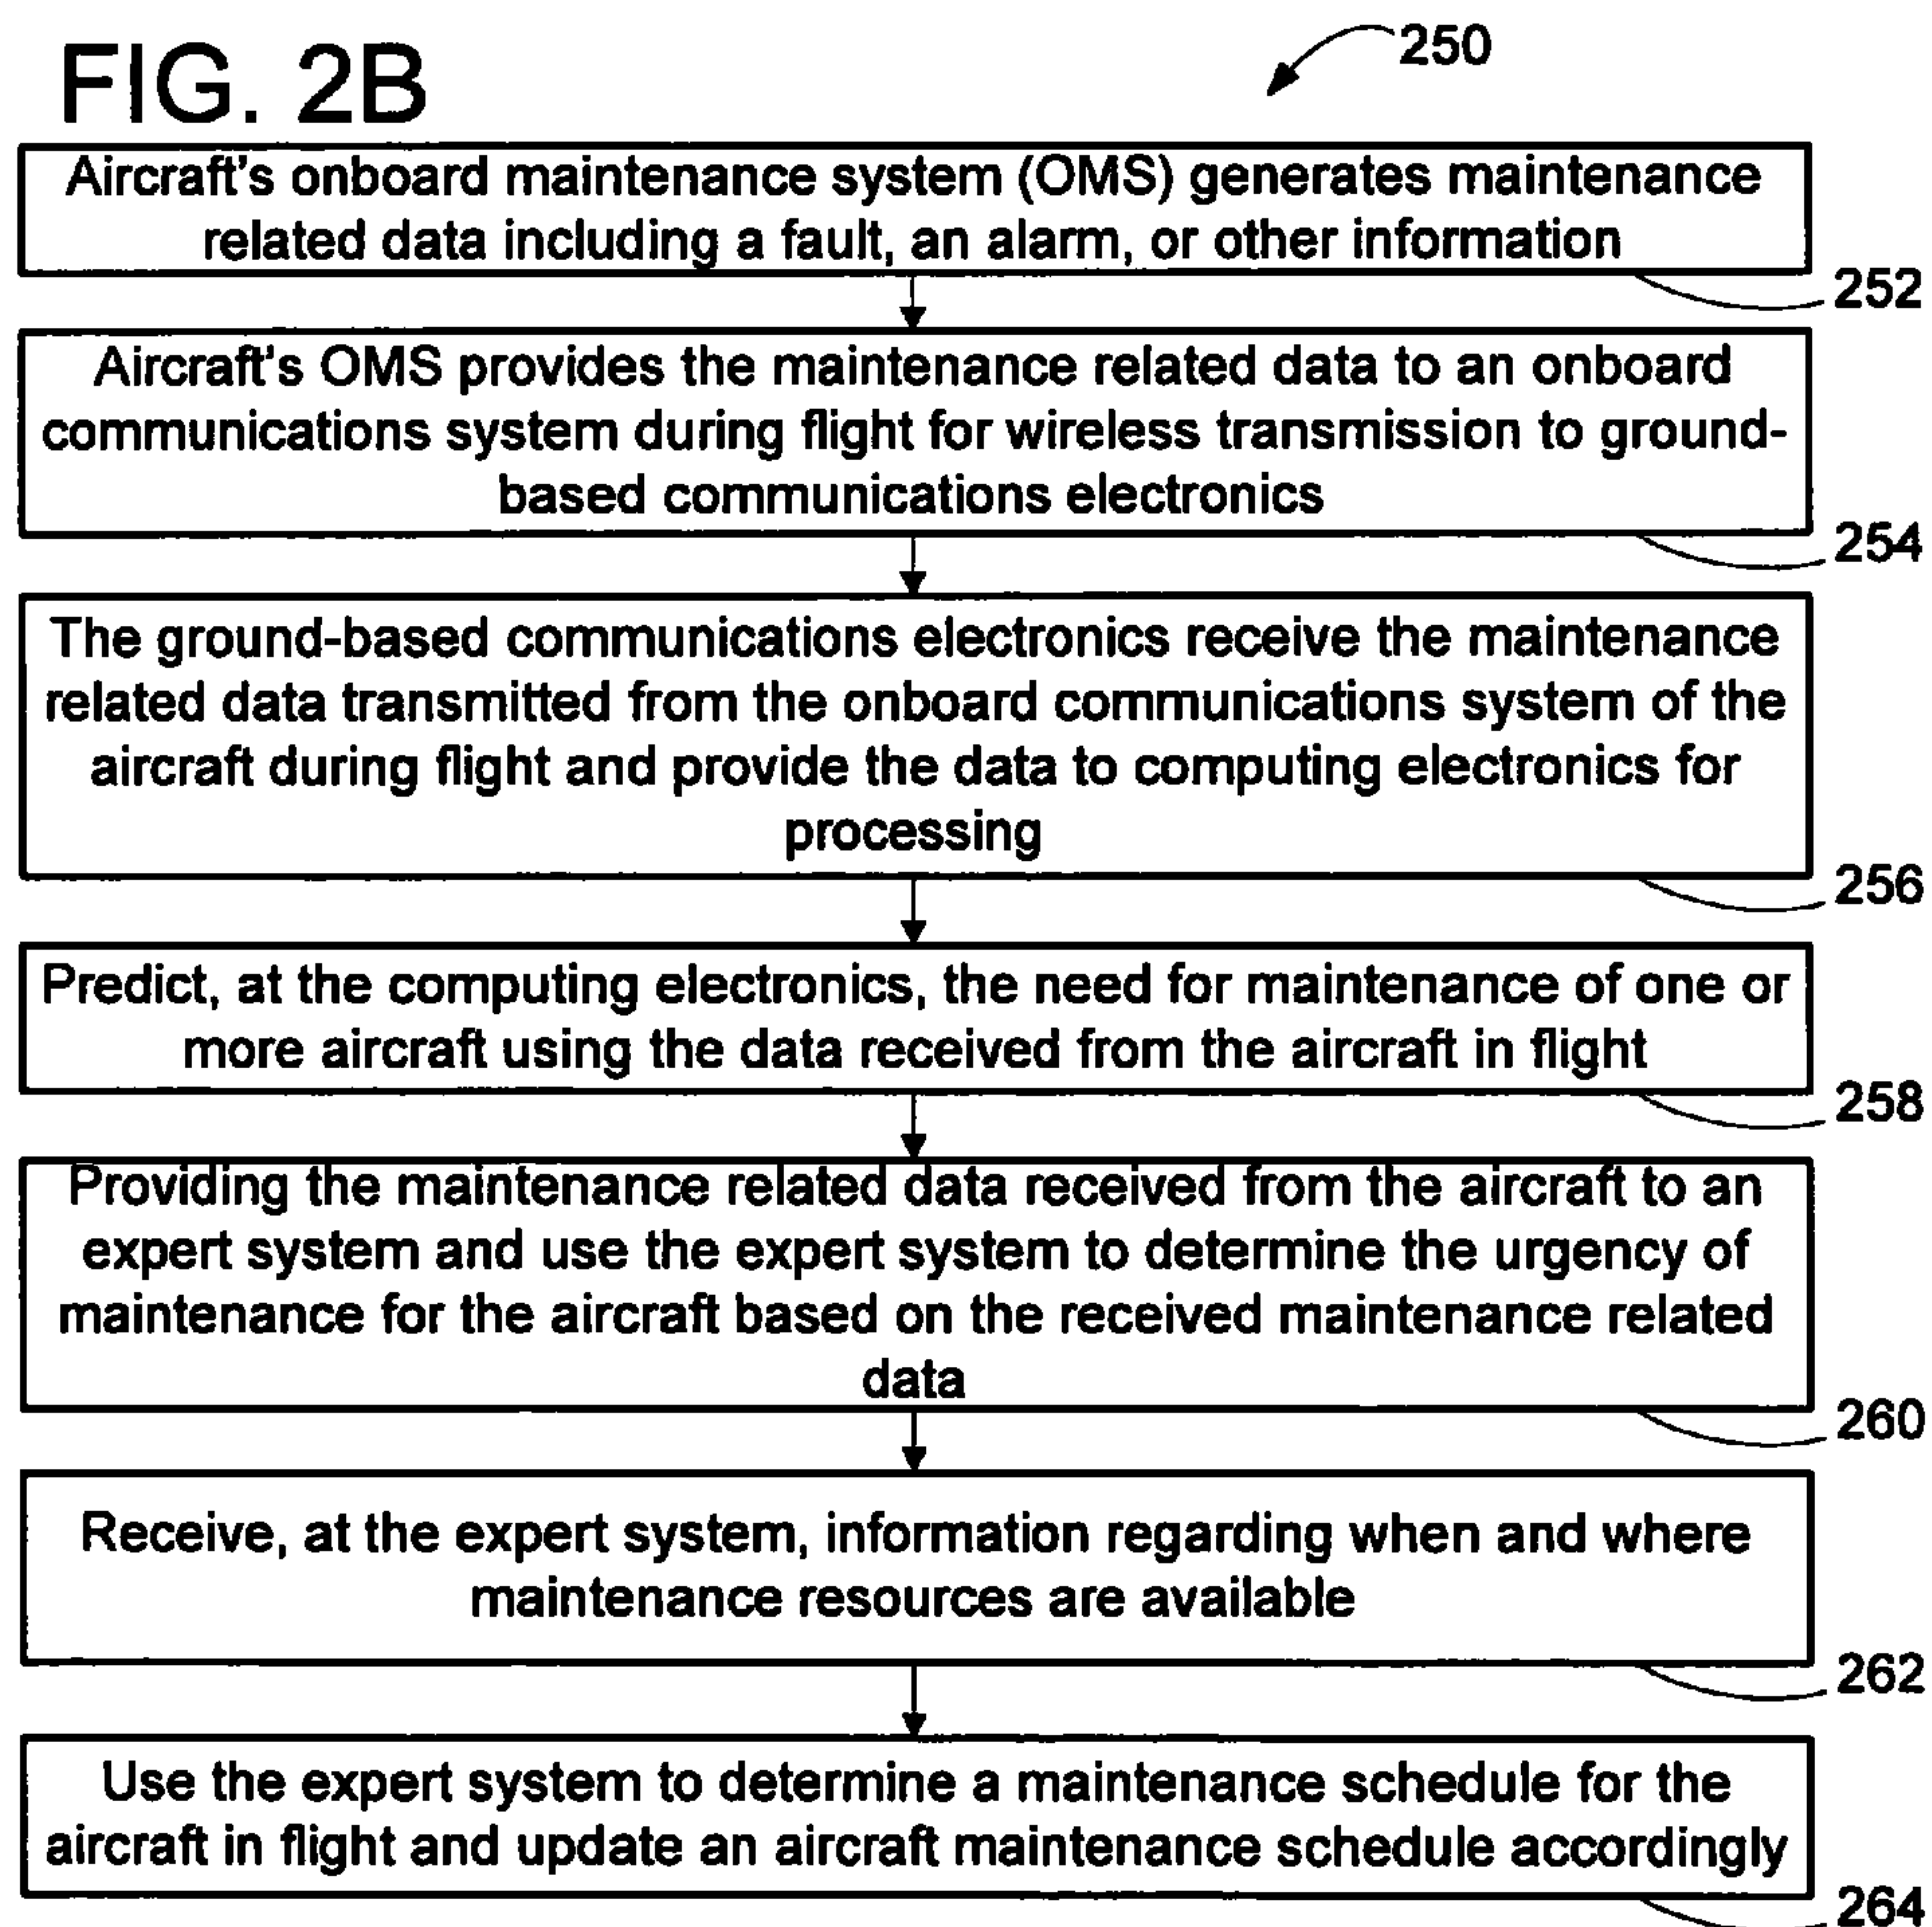 FIG. 2B
250
Aircraft's onboard maintenance system (OMS) generates maintenance
related data including a fault, an alarm, or other information
252
Aircraft's OMS provides the maintenance related data to an onboard
communications system during flight for wireless transmission to ground-
based communications electronics
254
The ground-based communications electronics receive the maintenance
related data transmitted from the onboard communications system of the
aircraft during flight and provide the data to computing electronics for
processing
256
Predict, at the computing electronics, the need for maintenance of one or
more aircraft using the data received from the aircraft in flight
258
Providing the maintenance related data received from the aircraft to an
expert system and use the expert system to determine the urgency of
maintenance for the aircraft based on the received maintenance related
data
260
Receive, at the expert system, information regarding when and where
maintenance resources are available
262
Use the expert system to determine a maintenance schedule for the
aircraft in flight and update an aircraft maintenance schedule accordingly
264